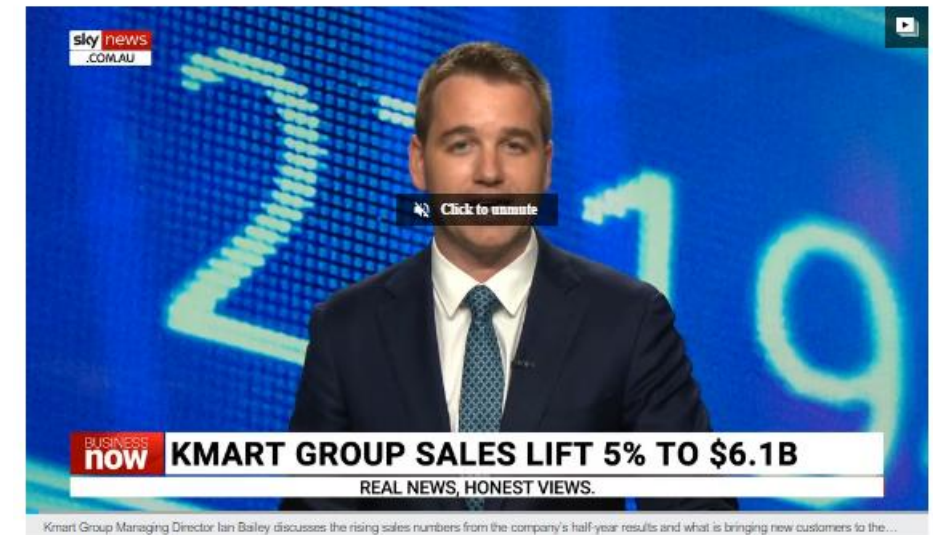 sky news
.COM.AU
2 19
Click to unmute
BUSINESS now
KMART GROUP SALES LIFT 5% TO $6.1B
REAL NEWS, HONEST VIEWS.
Kmart Group Managing Director Ian Bailey discusses the rising sales numbers from the company's half-year results and what is bringing new customers to the...